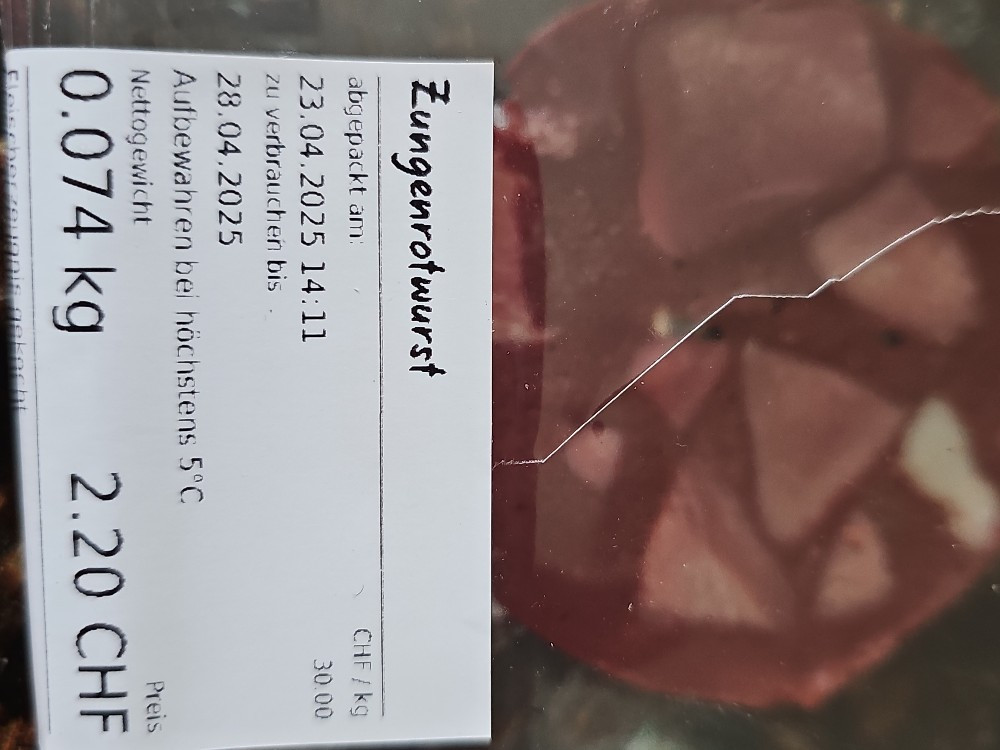 Zungenrotwurst
abgepackt am: CHF / kg
23.04.2025 14:11 30.00
zu verbrauchen bis
28.04.2025
Aufbewahren bei höchstens 5°C
Nettogewicht Preis
0.074 kg 2.20 CHF